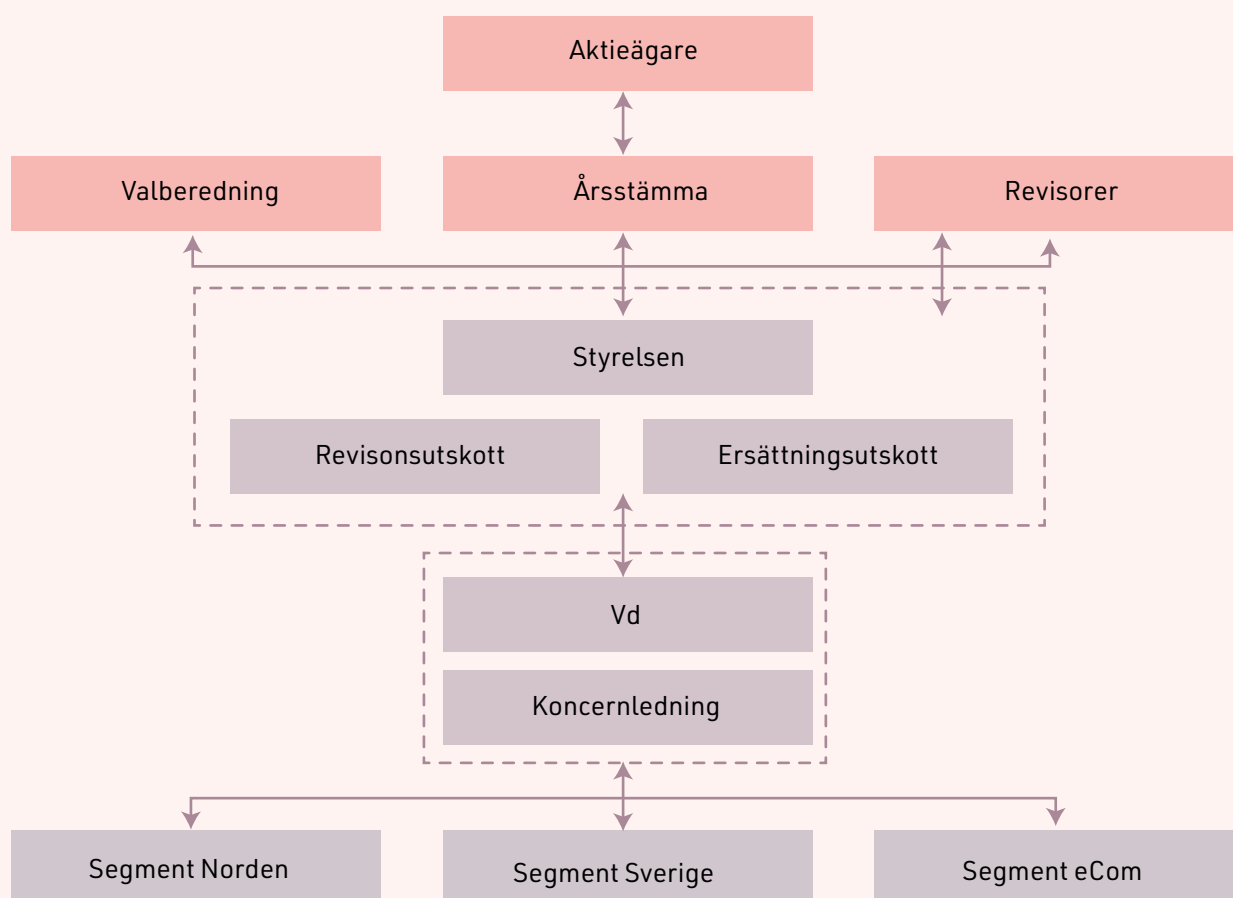 Aktieägare
Valberedning
Årsstämma
Revisorer
Styrelsen
Revisonsutskott
Ersättningsutskott
Vd
Koncernledning
Segment Norden
Segment Sverige
Segment eCom